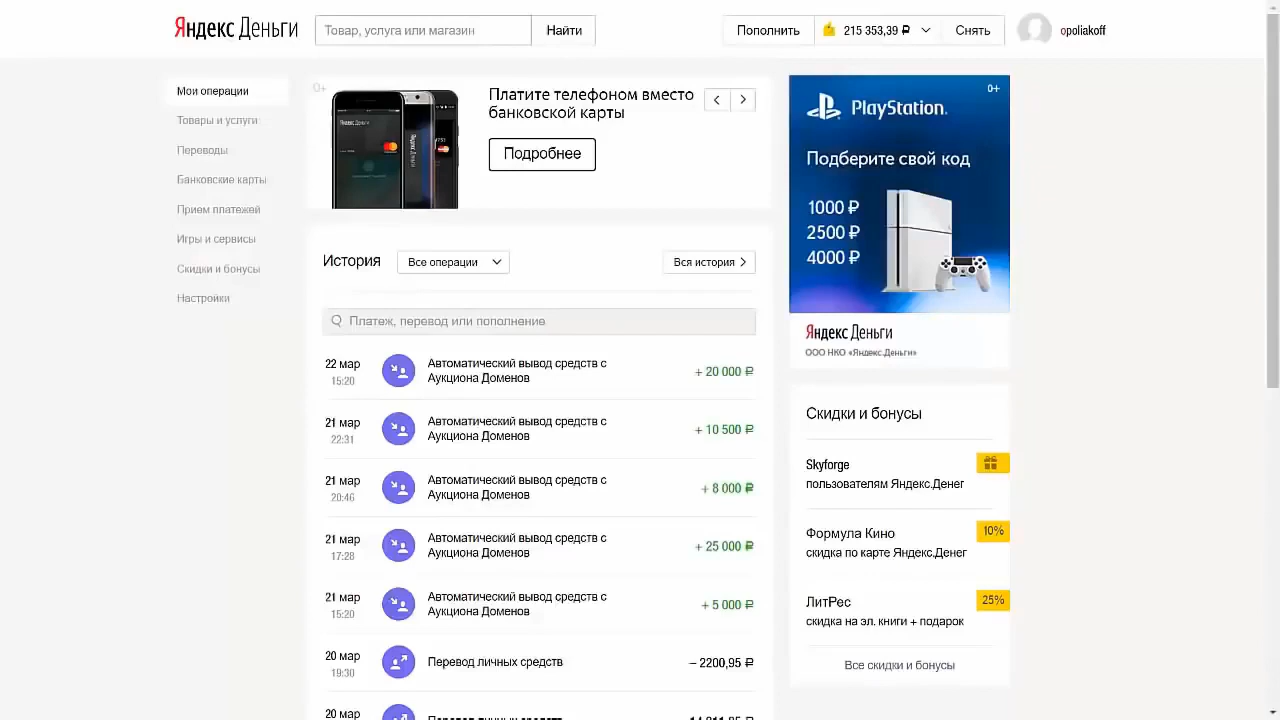 Яндекс Деньги
Товар, услуга или магазин
Найти
Пополнить
215 353,39 ₽
Снять
opoliakoff
Мои операции
Товары и услуги
Переводы
Банковские карты
Прием платежей
Игры и сервисы
Скидки и бонусы
Настройки
0+
Платите телефоном вместо
банковской карты
Подробнее
История
Все операции
Вся история
Платеж, перевод или пополнение
22 мар
15:20
Автоматический вывод средств с
Аукциона Доменов
+ 20 000 ₽
21 мар
22:31
Автоматический вывод средств с
Аукциона Доменов
+ 10 500 ₽
21 мар
20:46
Автоматический вывод средств с
Аукциона Доменов
+ 8 000 ₽
21 мар
17:28
Автоматический вывод средств с
Аукциона Доменов
+ 25 000 ₽
21 мар
15:20
Автоматический вывод средств с
Аукциона Доменов
+ 5 000 ₽
20 мар
19:30
Перевод личных средств
– 2200,95 ₽
20 мар
Перевод личных средств
0+
PlayStation.
Подберите свой код
1000 ₽
2500 ₽
4000 ₽
Яндекс Деньги
ООО НКО «Яндекс.Деньги»
Скидки и бонусы
Skyforge
пользователям Яндекс.Денег
Формула Кино
10%
скидка по карте Яндекс.Денег
ЛитРес
25%
скидка на эл. книги + подарок
Все скидки и бонусы